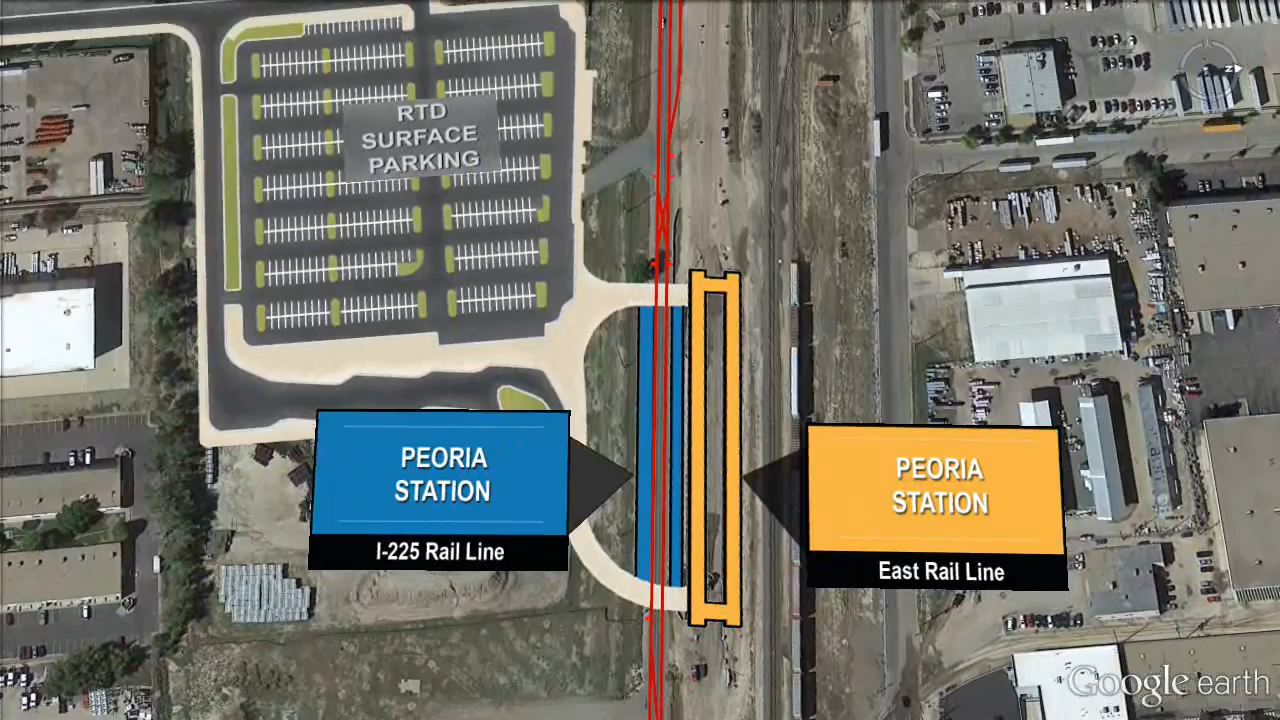 RTD
SURFACE
PARKING
N
PEORIA
STATION
I-225 Rail Line
PEORIA
STATION
East Rail Line
Google earth